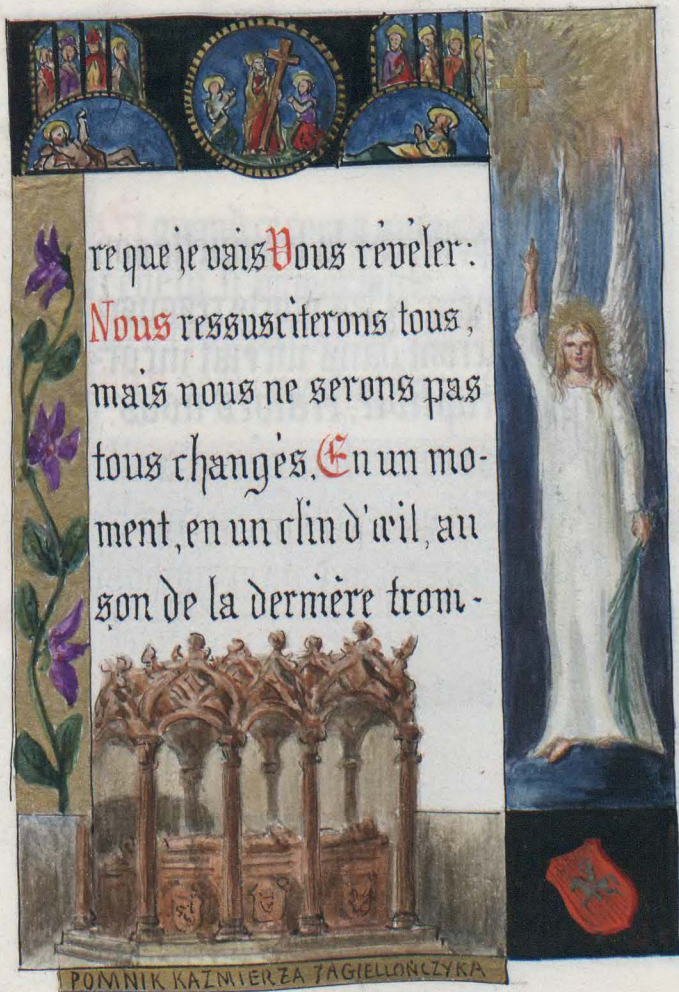 re que je vais Vous révéler:
Nous ressusciterons tous,
mais nous ne serons pas
tous changés. En un mo-
ment, en un clin d'œil, au
son de la dernière trom-
POMNIK KAZMIERZA JAGIELLOŃCZYKA